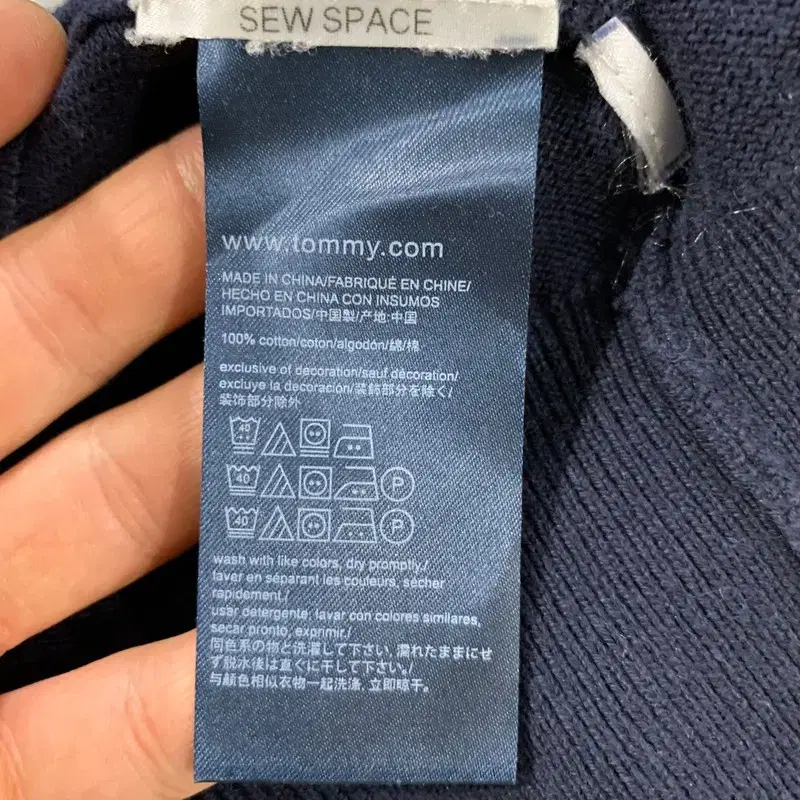 SEW SPACE
www.tommy.com
MADE IN CHINA/FABRIQUÉ EN CHINE/
HECHO EN CHINA CON INSUMOS
IMPORTADOS/中国製/产地:中国
100% cotton/coton/algodón/綿/棉
exclusive of decoration/sauf décoration/
excluye la decoración/装飾部分を除く/
装饰部分除外
40
40 P
40 P
wash with like colors, dry promptly./
laver en séparant les couleurs, sécher
rapidement./
usar detergente, lavar con colores similares,
secar pronto, exprimir./
同色系の物と洗濯して下さい, 濡れたままにせ
ず脱水後は直ぐに干して下さい。/
与颜色相似衣物一起洗涤, 立即晾干。